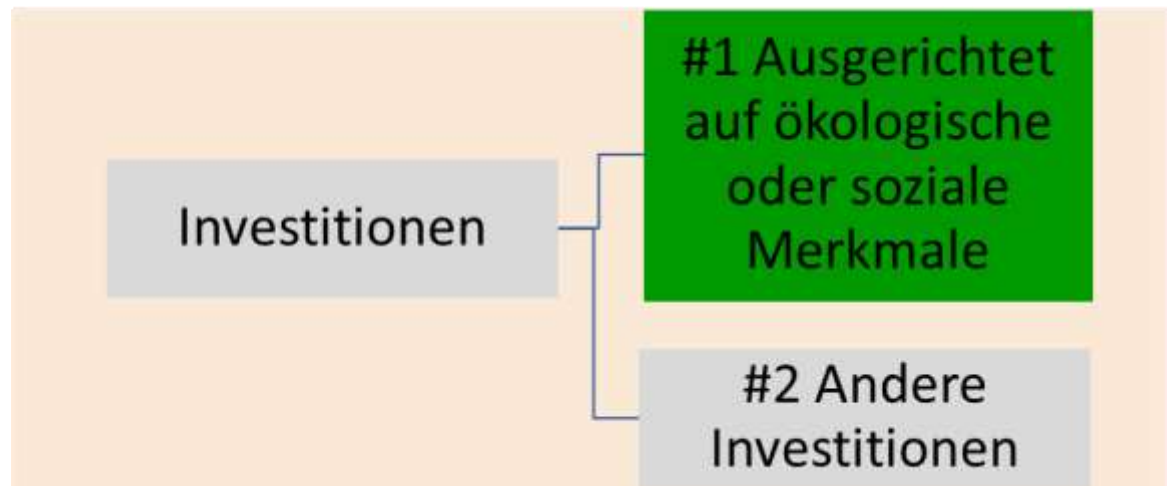 Investitionen
#1 Ausgerichtet
auf ökologische
oder soziale
Merkmale
#2 Andere
Investitionen